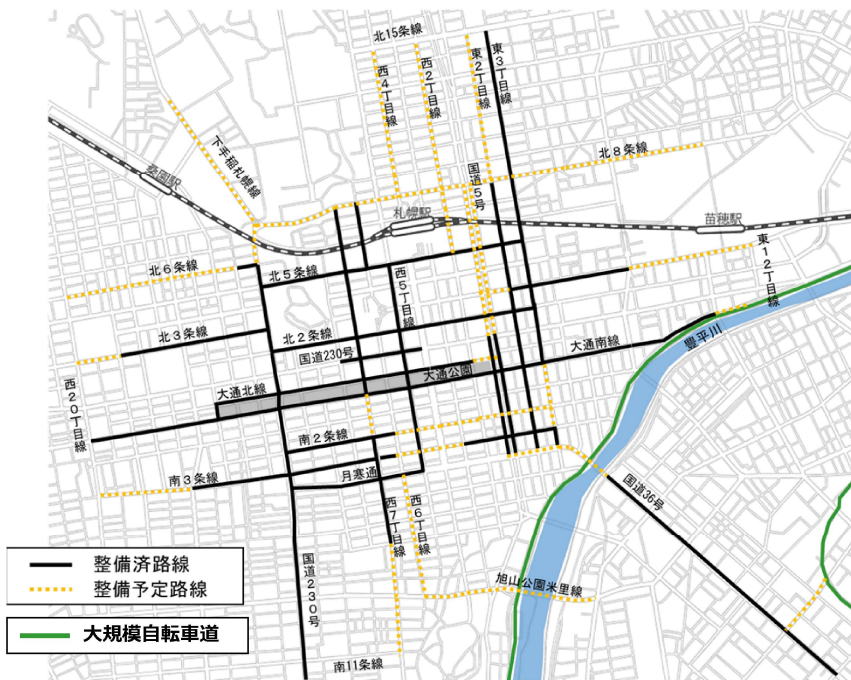 北15条線
西4丁目線
西2丁目線
東2丁目線
東3丁目線
下手稲札幌線
北8条線
国道5号
桑園駅
札幌駅
苗穂駅
東12丁目線
北6条線
北5条線
西5丁目線
北3条線
北2条線
国道230号
大通南線
豊平川
大通公園
大通北線
西20丁目線
南2条線
南3条線
月寒通
西7丁目線
西6丁目線
国道36号
国道230号
旭山公園米里線
南11条線
整備済路線
整備予定路線
大規模自転車道